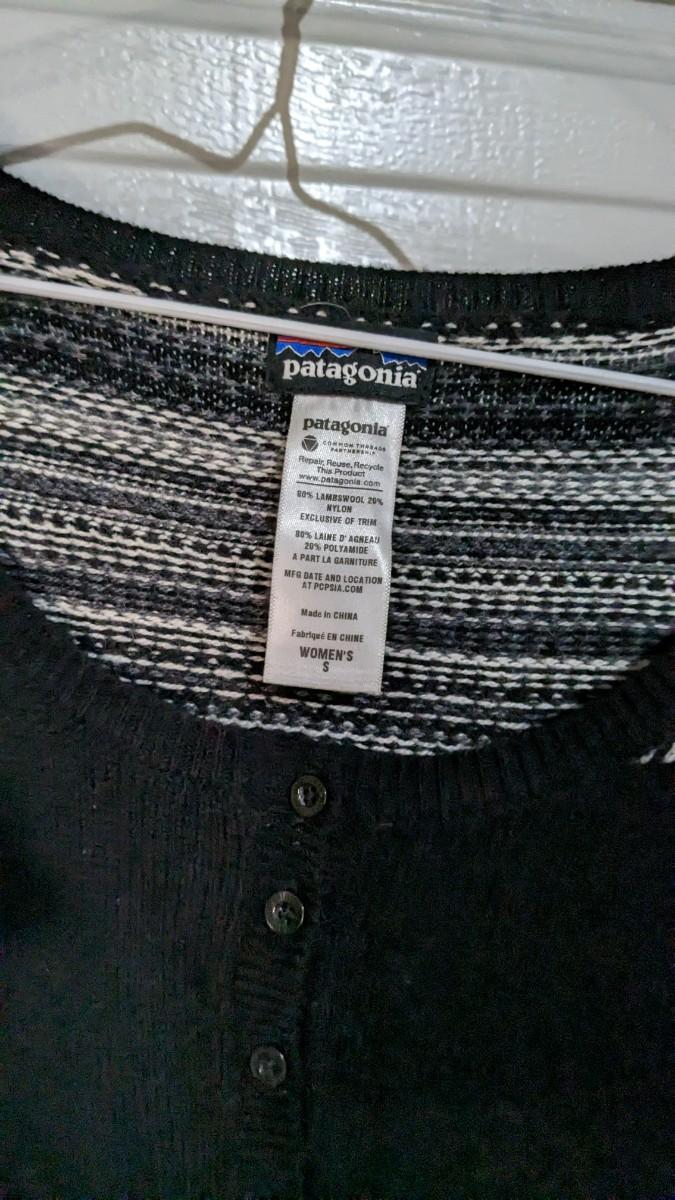 patagonia
patagonia
COMMON THREADS
PARTNERSHIP
Repair, Reuse, Recycle
This Product
www.patagonia.com
80% LAMBSWOOL 20%
NYLON
EXCLUSIVE OF TRIM
80% LAINE D'AGNEAU
20% POLYAMIDE
A PART LA GARNITURE
MFG DATE AND LOCATION
AT PCPSIA.COM
Made in CHINA
Fabriqué EN CHINE
WOMEN'S
S